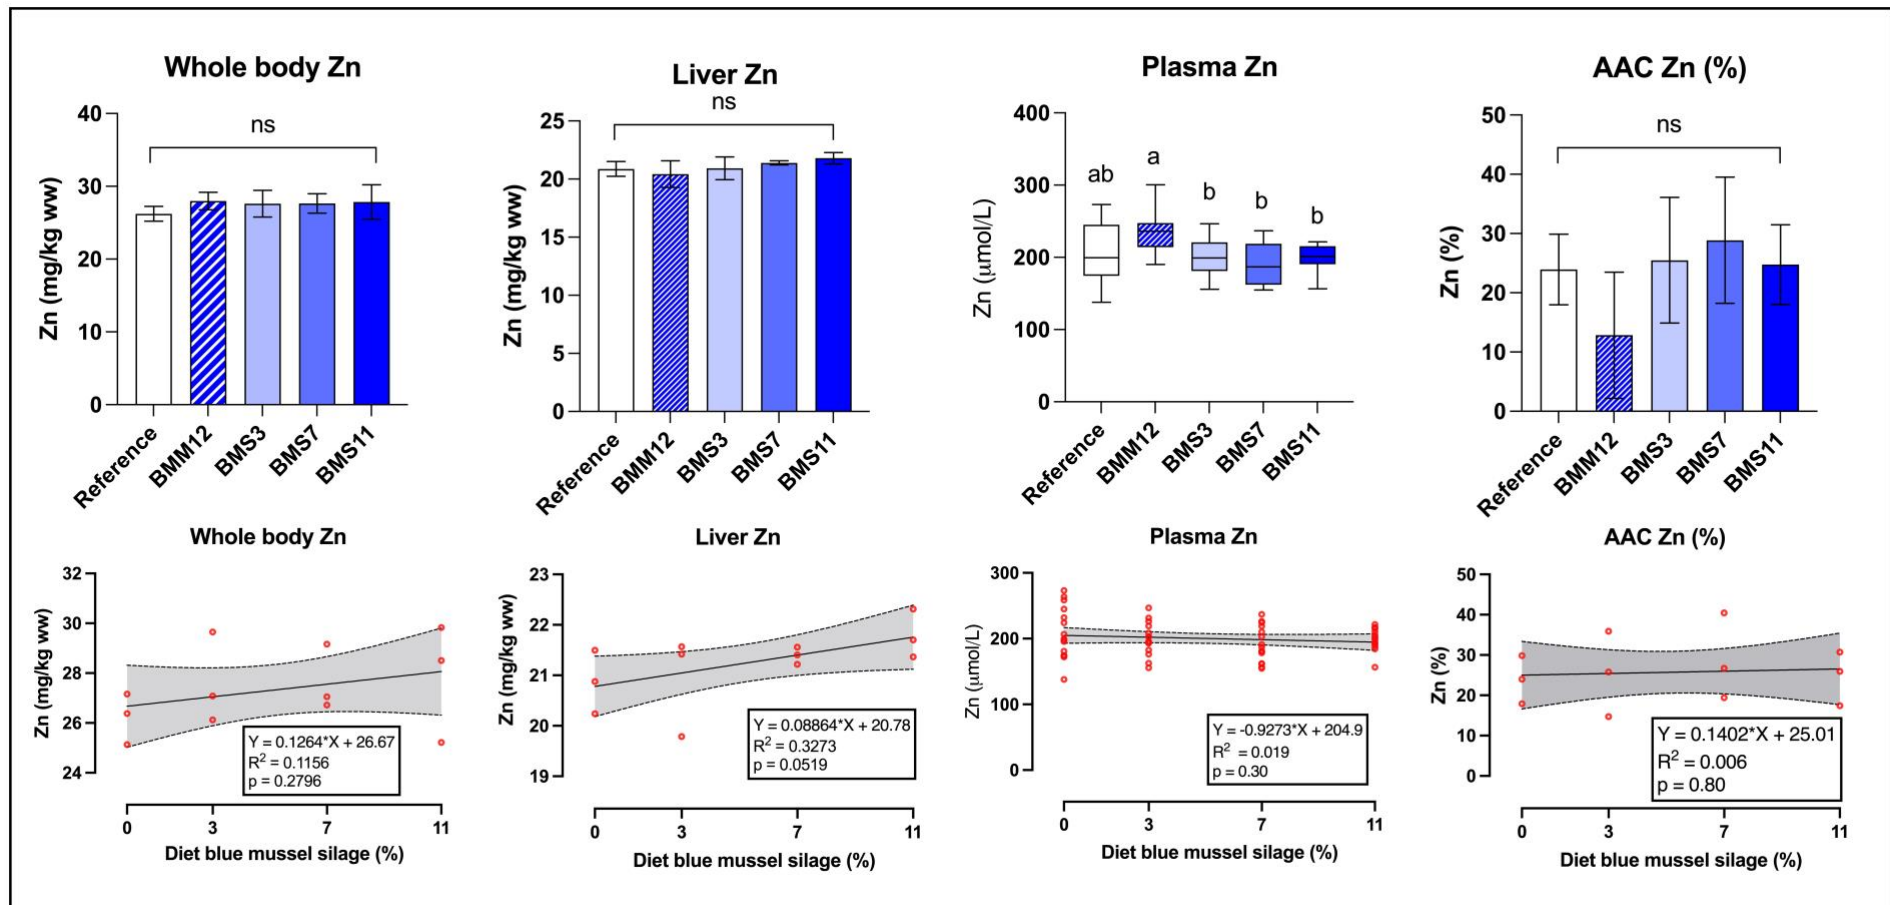 Whole body Zn
ns
Zn (mg/kg ww)
40
30
20
10
0
Reference
BMM12
BMS3
BMS7
BMS11
Liver Zn
ns
Zn (mg/kg ww)
25
20
15
10
5
0
Reference
BMM12
BMS3
BMS7
BMS11
Plasma Zn
Zn (μmol/L)
400
300
200
100
0
ab
a
b
b
b
Reference
BMM12
BMS3
BMS7
BMS11
AAC Zn (%)
ns
Zn (%)
50
40
30
20
10
0
Reference
BMM12
BMS3
BMS7
BMS11
Whole body Zn
Zn (mg/kg ww)
32
30
28
26
24
Y = 0.1264*X + 26.67
R² = 0.1156
p = 0.2796
0 3 7 11
Diet blue mussel silage (%)
Liver Zn
Zn (mg/kg ww)
23
22
21
20
19
Y = 0.08864*X + 20.78
R² = 0.3273
p = 0.0519
0 3 7 11
Diet blue mussel silage (%)
Plasma Zn
Zn (μmol/L)
300
200
100
0
Y = -0.9273*X + 204.9
R² = 0.019
p = 0.30
0 3 7 11
Diet blue mussel silage (%)
AAC Zn (%)
Zn (%)
50
40
30
20
10
0
Y = 0.1402*X + 25.01
R² = 0.006
p = 0.80
0 3 7 11
Diet blue mussel silage (%)